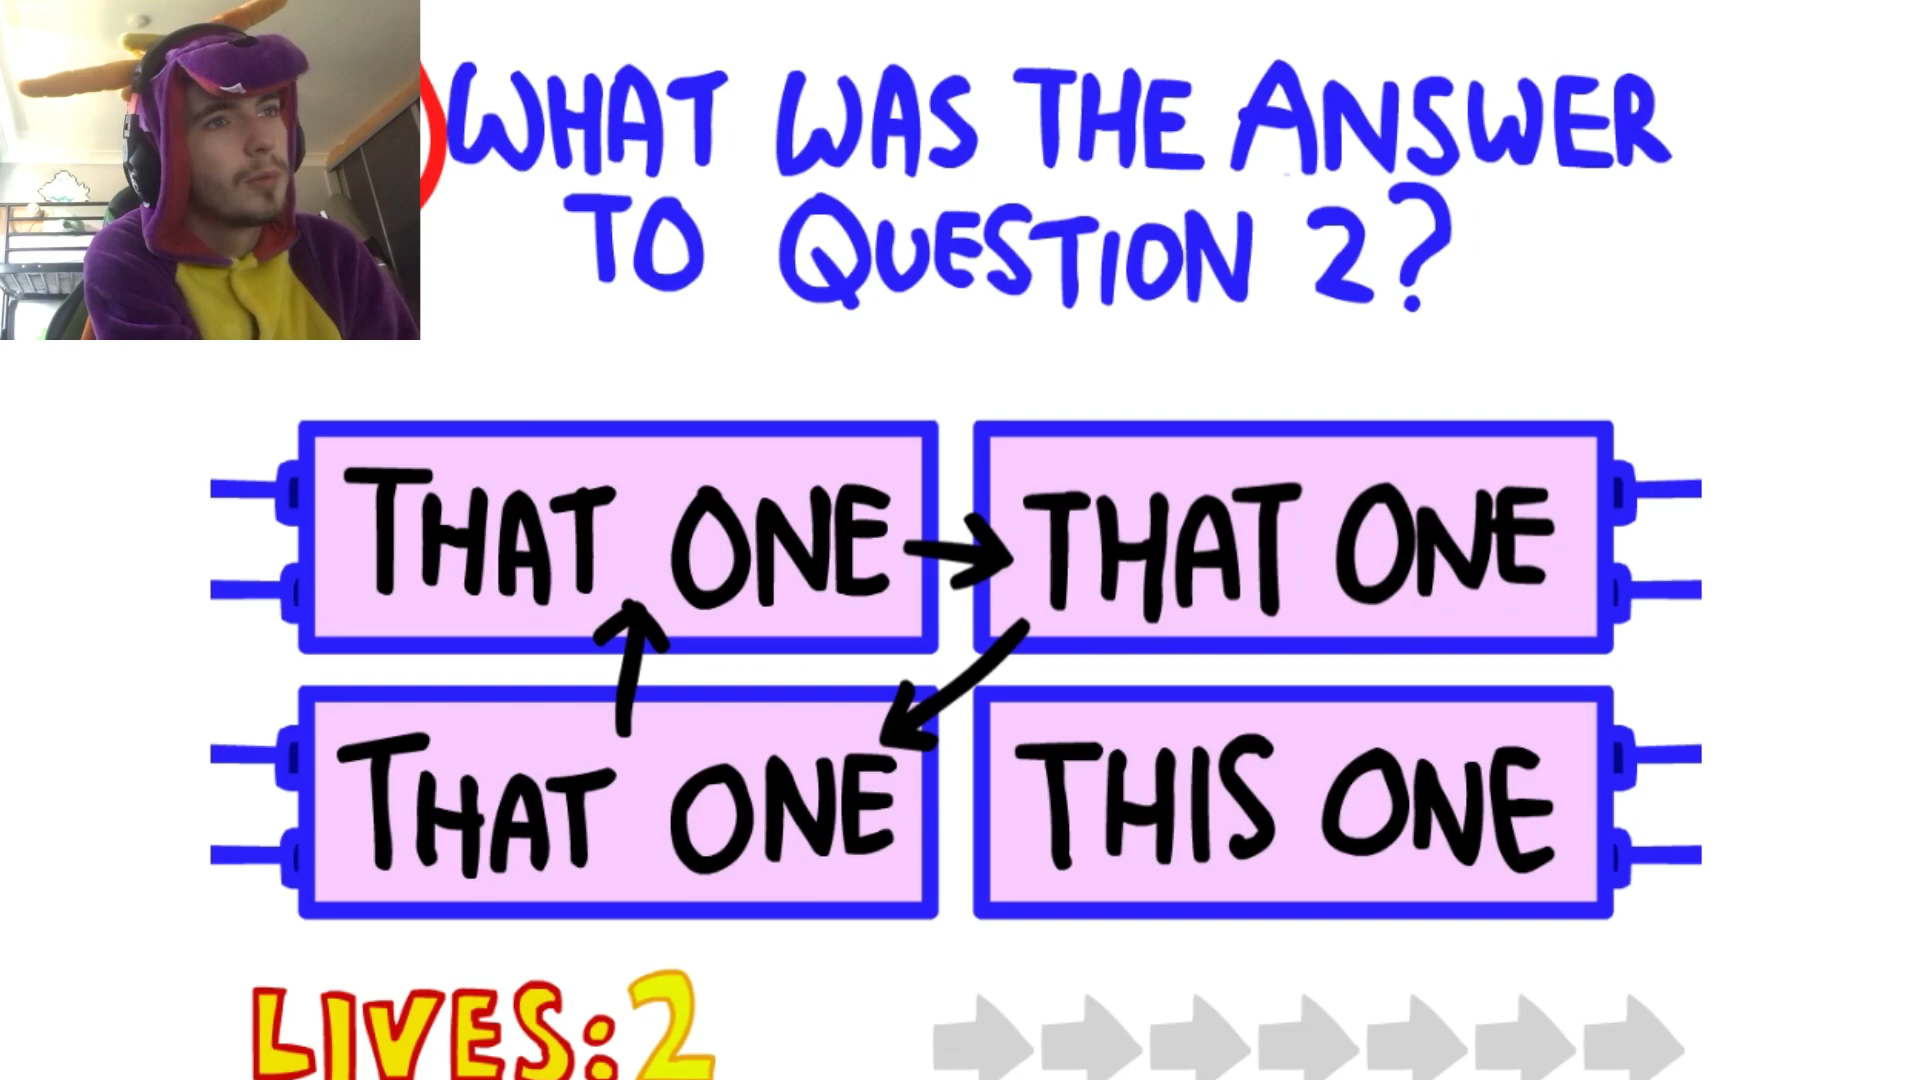 WHAT WAS THE ANSWER
TO QUESTION 2?
THAT ONE
THAT ONE
THAT ONE
THIS ONE
LIVES: 2